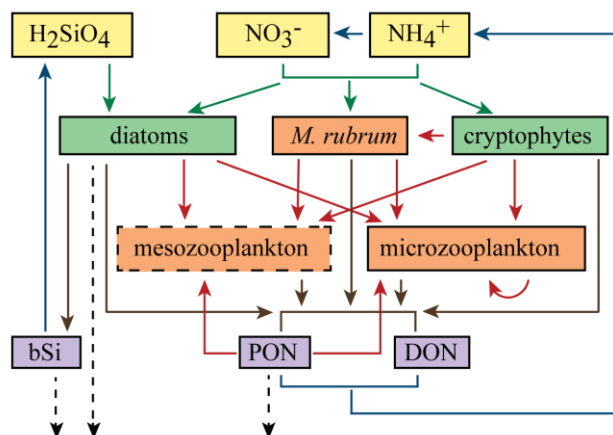 H₂SiO₄
NO₃⁻
NH₄⁺
diatoms
M. rubrum
cryptophytes
mesozooplankton
microzooplankton
bSi
PON
DON